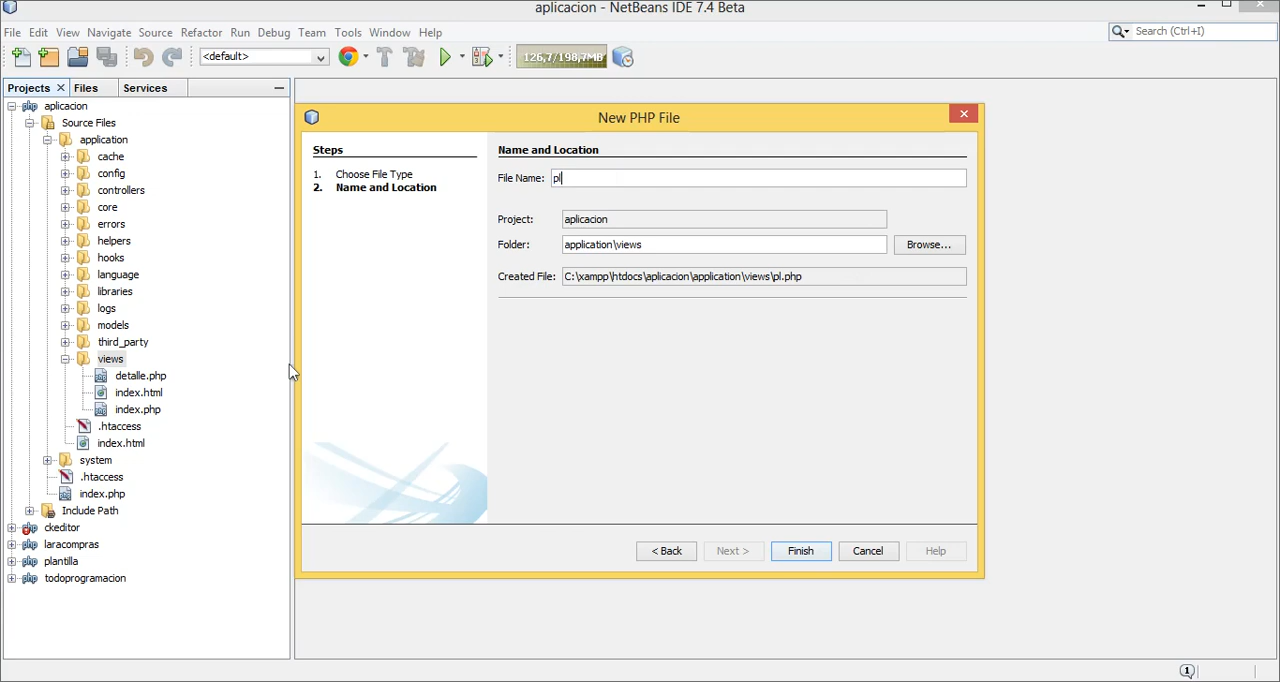 aplicacion - NetBeans IDE 7.4 Beta
File Edit View Navigate Source Refactor Run Debug Team Tools Window Help
Search (Ctrl+I)
<default>
126,7/198,7MB
Projects Files Services
aplicacion
Source Files
application
cache
config
controllers
core
errors
helpers
hooks
language
libraries
logs
models
third_party
views
detalle.php
index.html
index.php
.htaccess
index.html
system
.htaccess
index.php
Include Path
ckeditor
laracompras
plantilla
todoprogramacion
New PHP File
Steps
1. Choose File Type
2. Name and Location
Name and Location
File Name: pl
Project: aplicacion
Folder: application\views
Browse...
Created File: C:\xampp\htdocs\aplicacion\application\views\pl.php
< Back Next > Finish Cancel Help
1